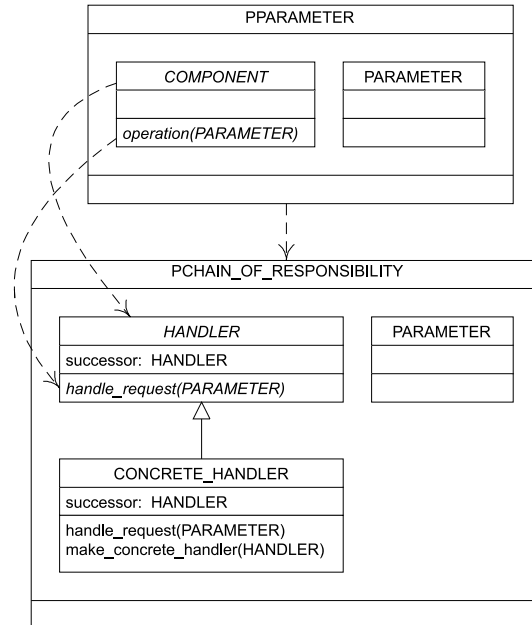 PPARAMETER
COMPONENT
PARAMETER
operation(PARAMETER)
PCHAIN_OF_RESPONSIBILITY
HANDLER
PARAMETER
successor: HANDLER
handle_request(PARAMETER)
CONCRETE_HANDLER
successor: HANDLER
handle_request(PARAMETER)
make_concrete_handler(HANDLER)